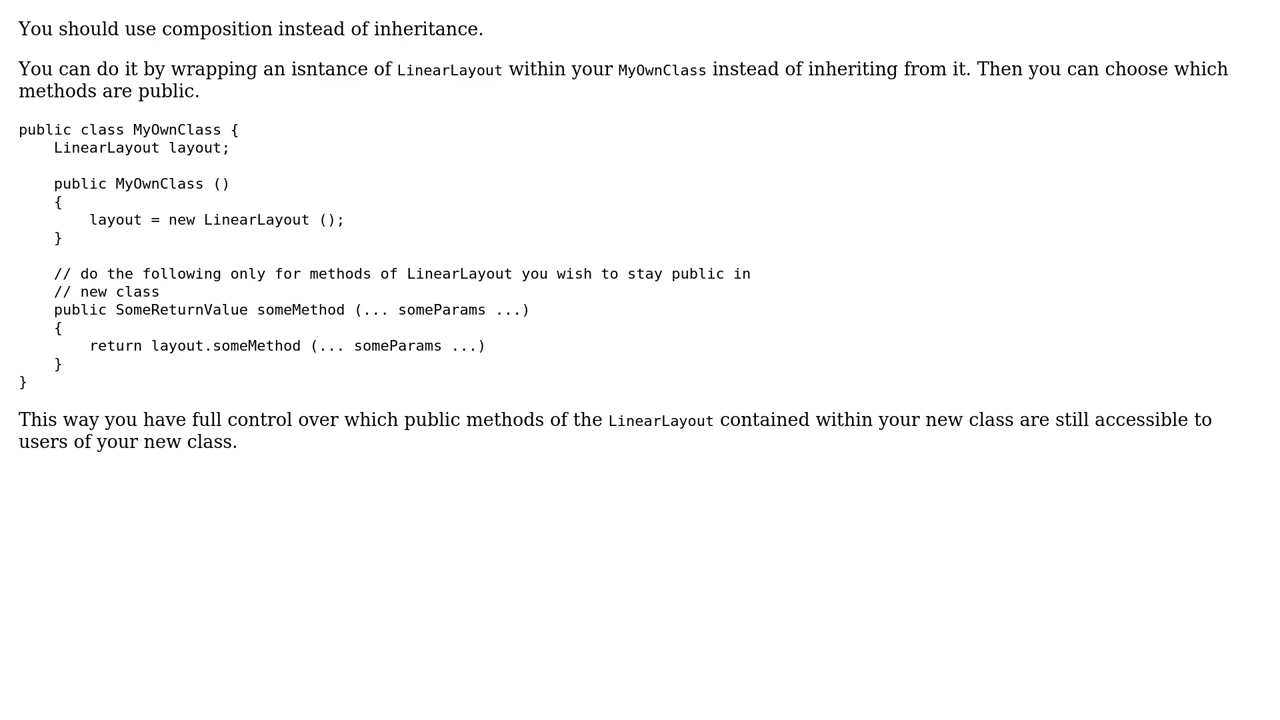 You should use composition instead of inheritance.
You can do it by wrapping an isntance of LinearLayout within your MyOwnClass instead of inheriting from it. Then you can choose which
methods are public.
public class MyOwnClass {
    LinearLayout layout;

    public MyOwnClass ()
    {
        layout = new LinearLayout ();
    }

    // do the following only for methods of LinearLayout you wish to stay public in
    // new class
    public SomeReturnValue someMethod (... someParams ...)
    {
        return layout.someMethod (... someParams ...)
    }
}
This way you have full control over which public methods of the LinearLayout contained within your new class are still accessible to
users of your new class.